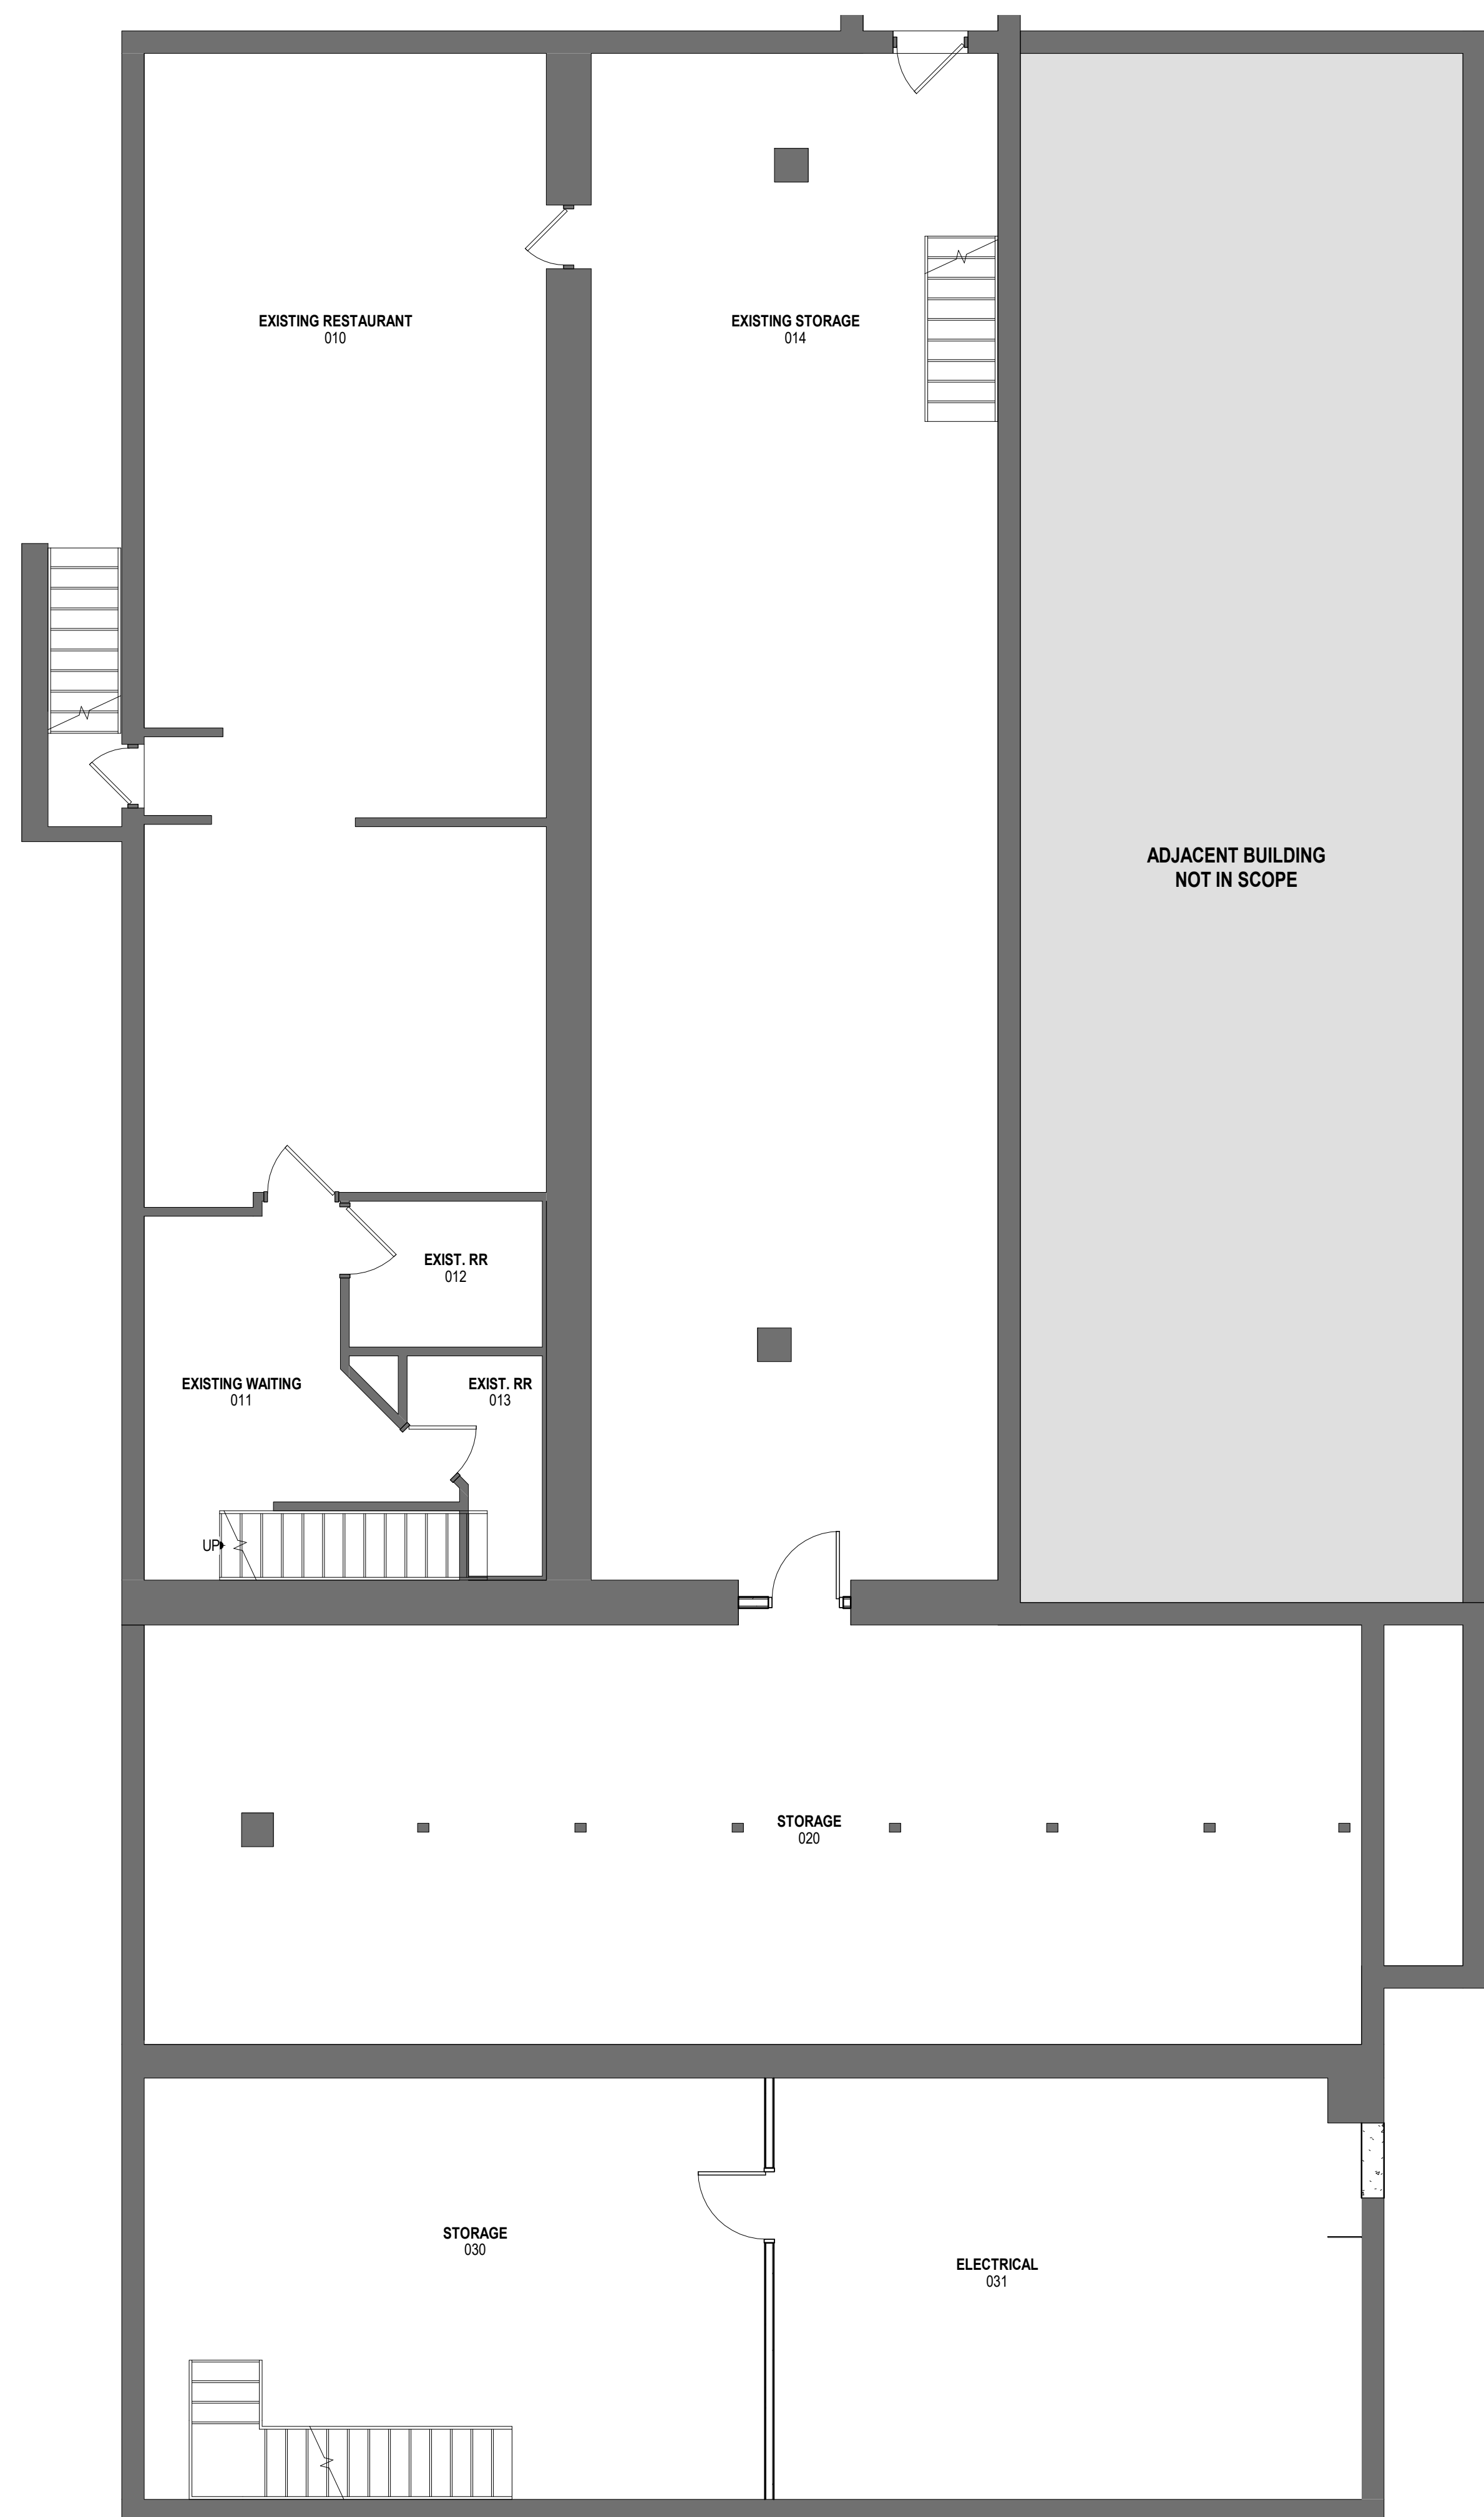 EXISTING RESTAURANT
010
EXISTING STORAGE
014
ADJACENT BUILDING
NOT IN SCOPE
EXIST. RR
012
EXISTING WAITING
011
EXIST. RR
013
UP
STORAGE
020
STORAGE
030
ELECTRICAL
031